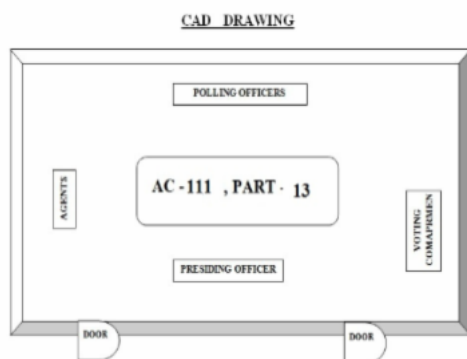 CAD DRAWING
POLLING OFFICERS
AGENTS
AC -111 , PART - 13
VOTING
COMAPRMEN
PRESIDING OFFICER
DOOR
DOOR